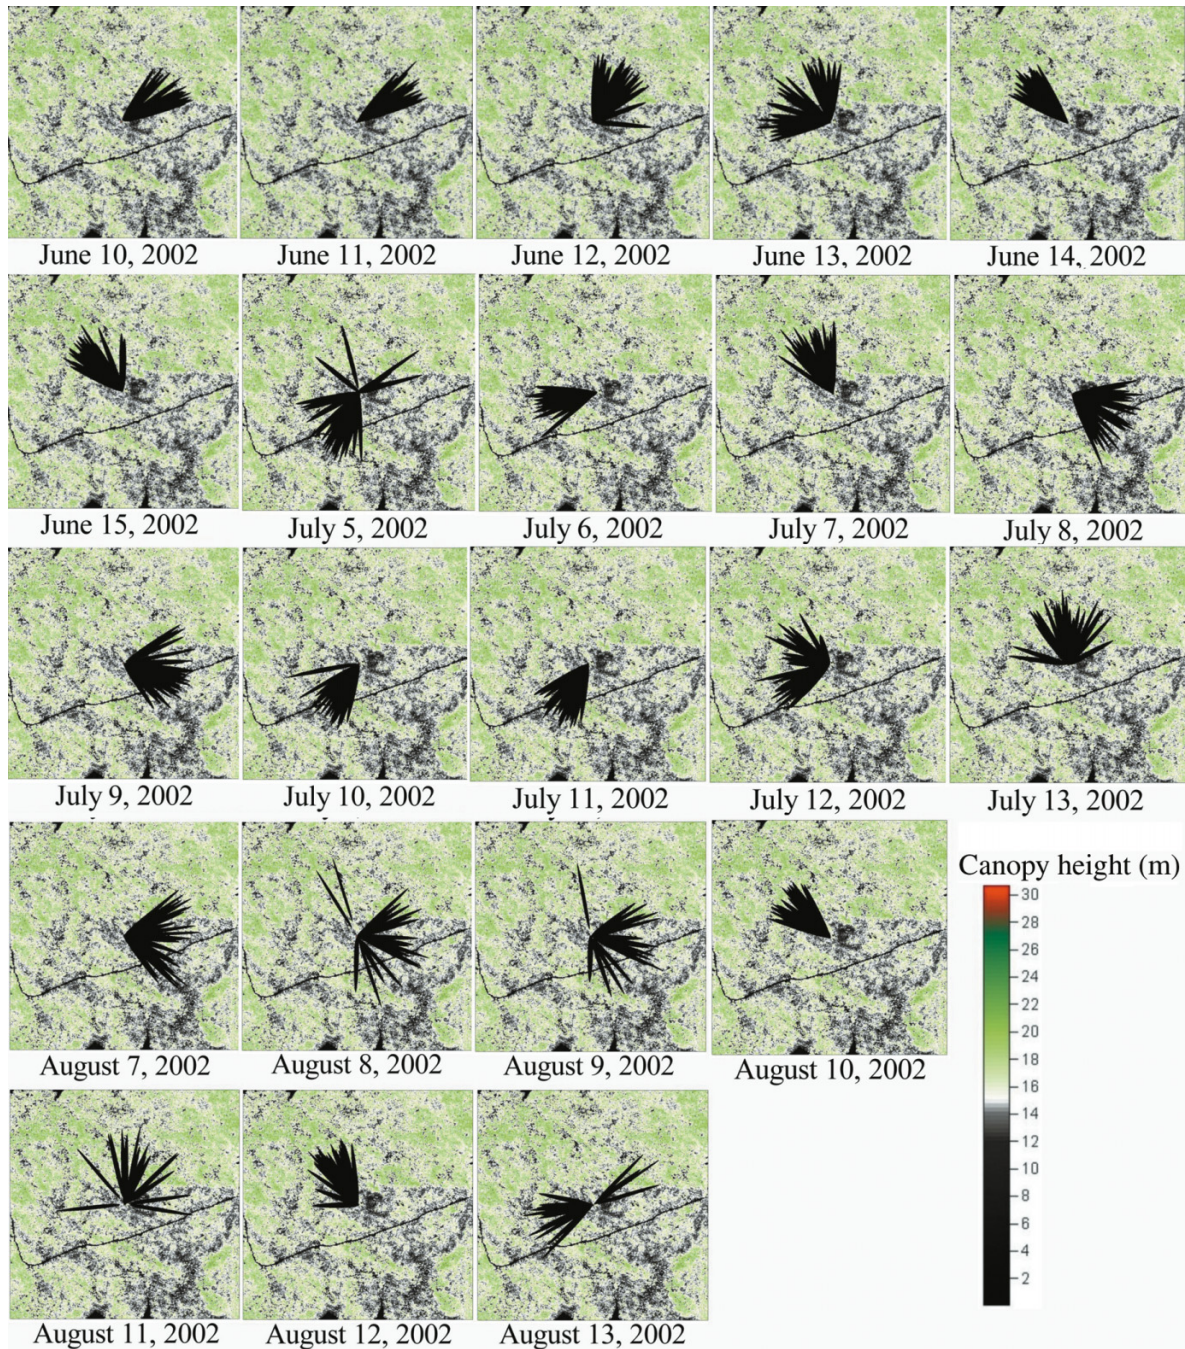 June 10, 2002
June 11, 2002
June 12, 2002
June 13, 2002
June 14, 2002
June 15, 2002
July 5, 2002
July 6, 2002
July 7, 2002
July 8, 2002
July 9, 2002
July 10, 2002
July 11, 2002
July 12, 2002
July 13, 2002
Canopy height (m)
30
28
26
24
22
20
18
16
14
12
10
8
6
4
2
August 7, 2002
August 8, 2002
August 9, 2002
August 10, 2002
August 11, 2002
August 12, 2002
August 13, 2002